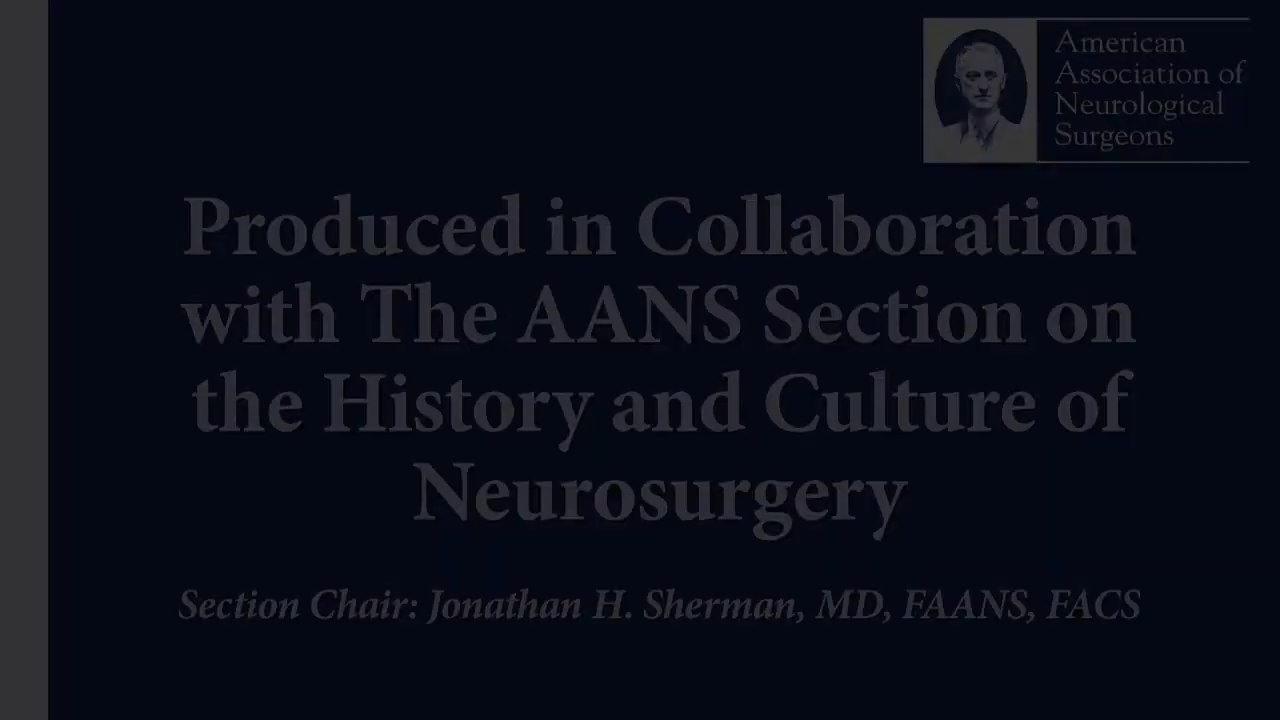 American
Association of
Neurological
Surgeons
Produced in Collaboration
with The AANS Section on
the History and Culture of
Neurosurgery
Section Chair: Jonathan H. Sherman, MD, FAANS, FACS